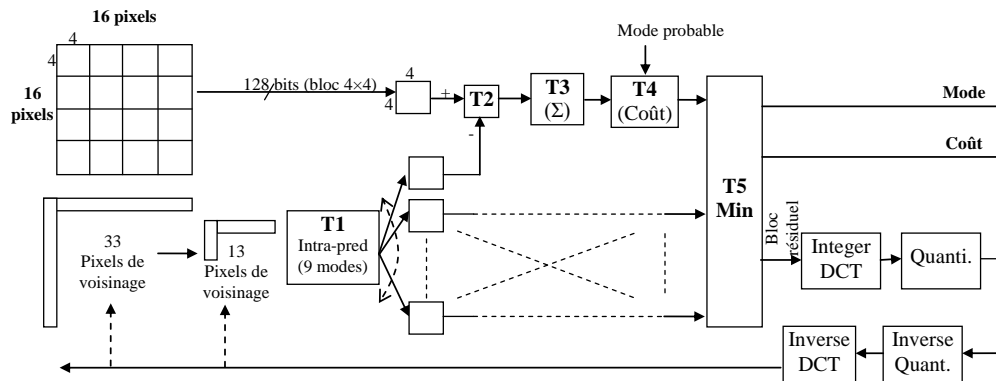 16 pixels
4
4
16
pixels
128 bits (bloc 4×4)
4
4
+
-
T2
T3
(Σ)
Mode probable
T4
(Coût)
T5
Min
Mode
Coût
33
Pixels de
voisinage
13
Pixels de
voisinage
T1
Intra-pred
(9 modes)
Bloc
résiduel
Integer
DCT
Quanti.
Inverse
DCT
Inverse
Quant.